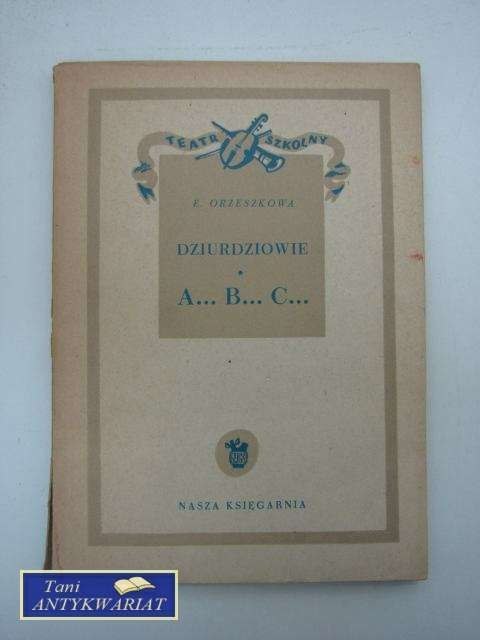 TEATR SZKOLNY
E. ORZESZKOWA
DZIURDZIOWIE
A... B... C...
NASZA KSIĘGARNIA
Tani
ANTYKWARIAT